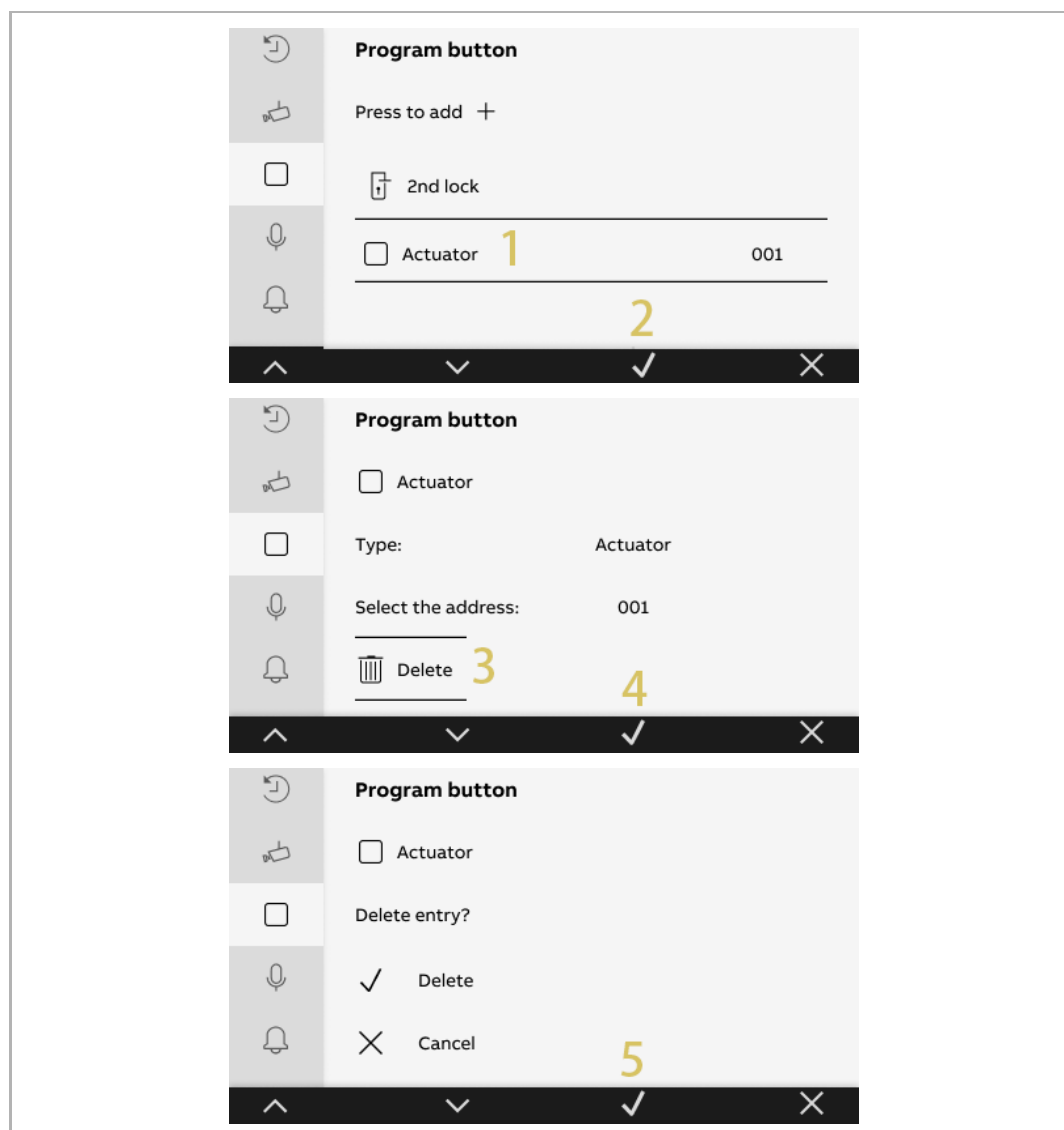 Program button
Press to add +
2nd lock
Actuator 1 001
2
Program button
Actuator
Type: Actuator
Select the address: 001
Delete 3
4
Program button
Actuator
Delete entry?
Delete
Cancel
5